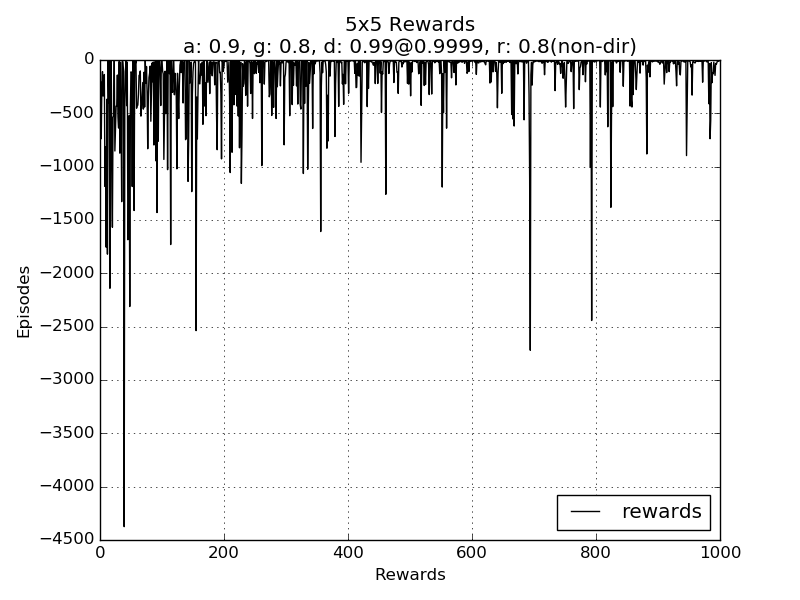 5x5 Rewards
a: 0.9, g: 0.8, d: 0.99@0.9999, r: 0.8(non-dir)
0
−500
−1000
−1500
−2000
−2500
−3000
−3500
−4000
−4500
Episodes
rewards
0 200 400 600 800 1000
Rewards